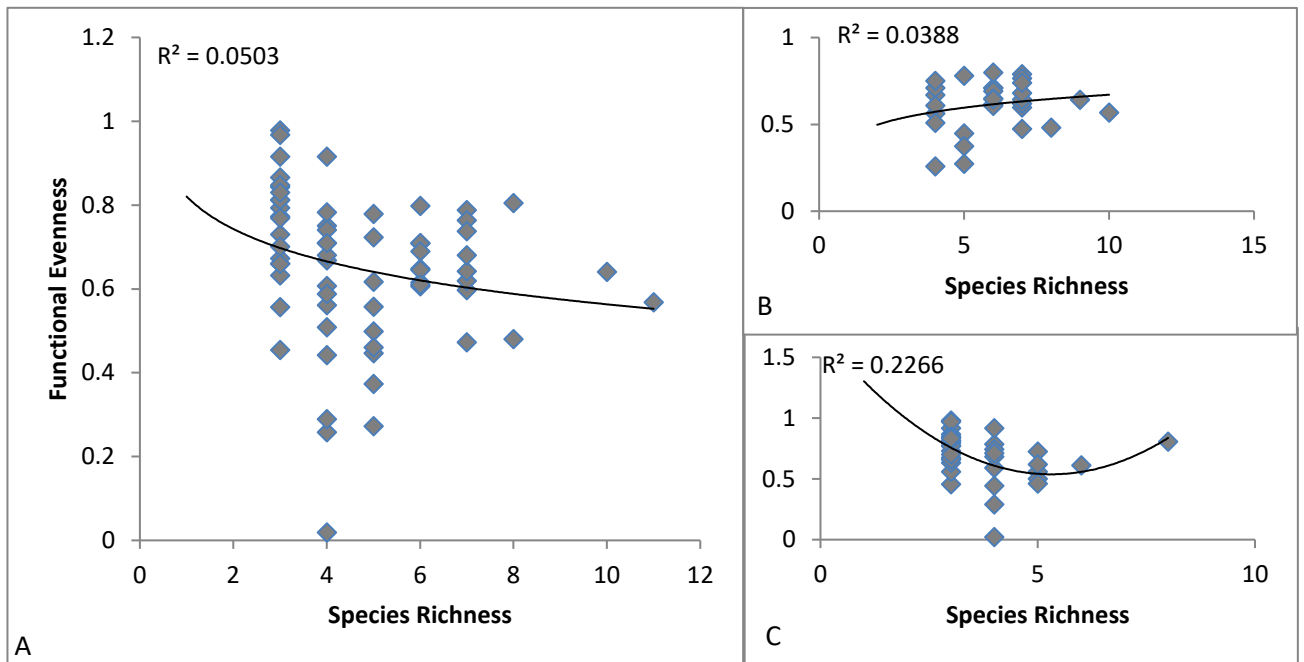 R² = 0.0503
Functional Evenness
1.2
1
0.8
0.6
0.4
0.2
0
0 2 4 6 8 10 12
Species Richness
A
R² = 0.0388
1
0.5
0
0 5 10 15
Species Richness
B
R² = 0.2266
1.5
1
0.5
0
0 5 10
Species Richness
C